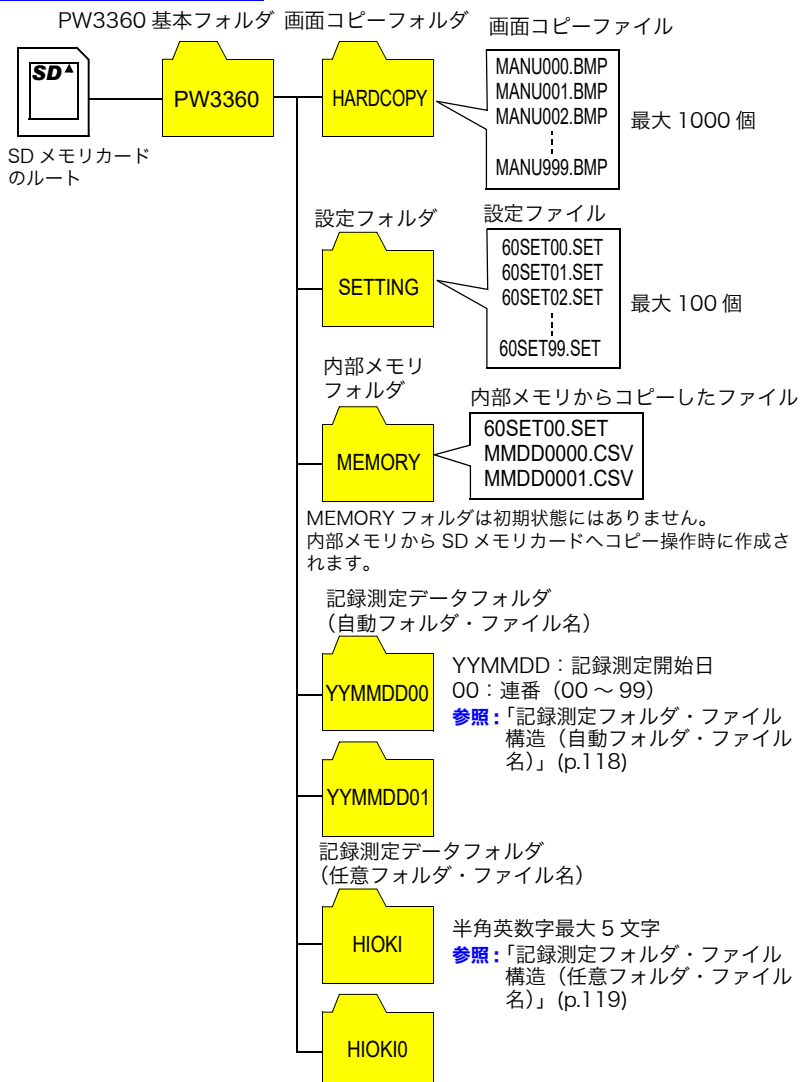 PW3360 基本フォルダ
画面コピーフォルダ
画面コピーファイル
SD
PW3360
HARDCOPY
MANU000.BMP
MANU001.BMP
MANU002.BMP
MANU999.BMP
最大 1000 個
SD メモリカード
のルート
設定フォルダ
設定ファイル
SETTING
60SET00.SET
60SET01.SET
60SET02.SET
60SET99.SET
最大 100 個
内部メモリ
フォルダ
内部メモリからコピーしたファイル
MEMORY
60SET00.SET
MMDD0000.CSV
MMDD0001.CSV
MEMORY フォルダは初期状態にはありません。
内部メモリから SD メモリカードへコピー操作時に作成さ
れます。
記録測定データフォルダ
（自動フォルダ・ファイル名）
YYMMDD00
YYMMDD：記録測定開始日
00：連番（00 ～ 99）
参照：「記録測定フォルダ・ファイル
構造（自動フォルダ・ファイル
名）」(p.118)
YYMMDD01
記録測定データフォルダ
（任意フォルダ・ファイル名）
HIOKI
半角英数字最大 5 文字
参照：「記録測定フォルダ・ファイル
構造（任意フォルダ・ファイル
名）」(p.119)
HIOKI0